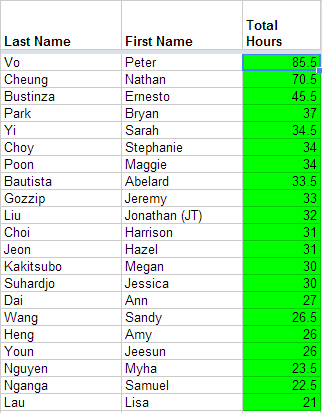 Last Name First Name Total Hours
Vo Peter 85.5
Cheung Nathan 70.5
Bustinza Ernesto 45.5
Park Bryan 37
Yi Sarah 34.5
Choy Stephanie 34
Poon Maggie 34
Bautista Abelard 33.5
Gozzip Jeremy 33
Liu Jonathan (JT) 32
Choi Harrison 31
Jeon Hazel 31
Kakitsubo Megan 30
Suhardjo Jessica 30
Dai Ann 27
Wang Sandy 26.5
Heng Amy 26
Youn Jeesun 26
Nguyen Myha 23.5
Nganga Samuel 22.5
Lau Lisa 21